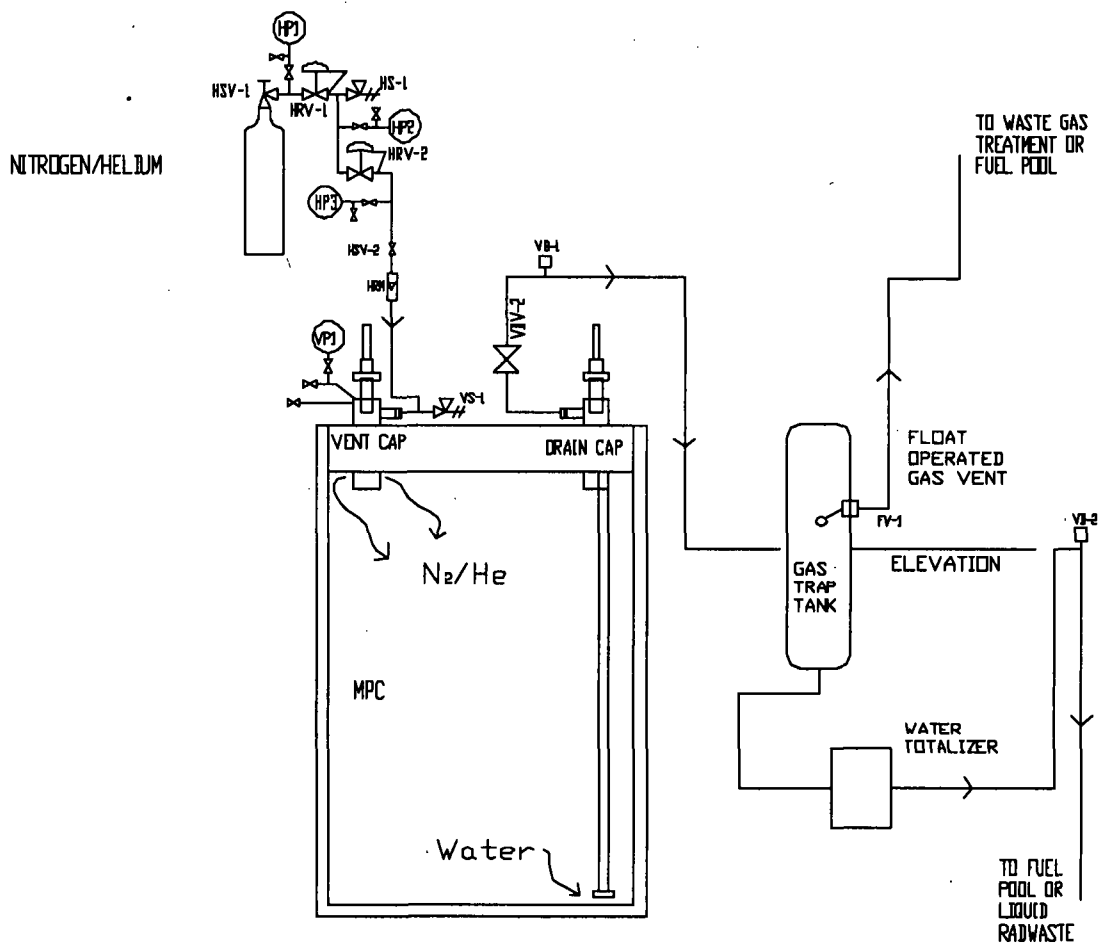 HP1
HSV-1
HRV-1
HS-1
HP2
NITROGEN/HELIUM
HRV-2
HP3
HSV-2
HRM
TO WASTE GAS
TREATMENT OR
FUEL POOL
VB-1
VDV-2
VP1
VS-1
VENT CAP
DRAIN CAP
FLOAT
OPERATED
GAS VENT
FV-1
VB-2
N2/He
GAS
TRAP
TANK
ELEVATION
MPC
WATER
TOTALIZER
Water
TO FUEL
POOL OR
LIQUID
RADWASTE